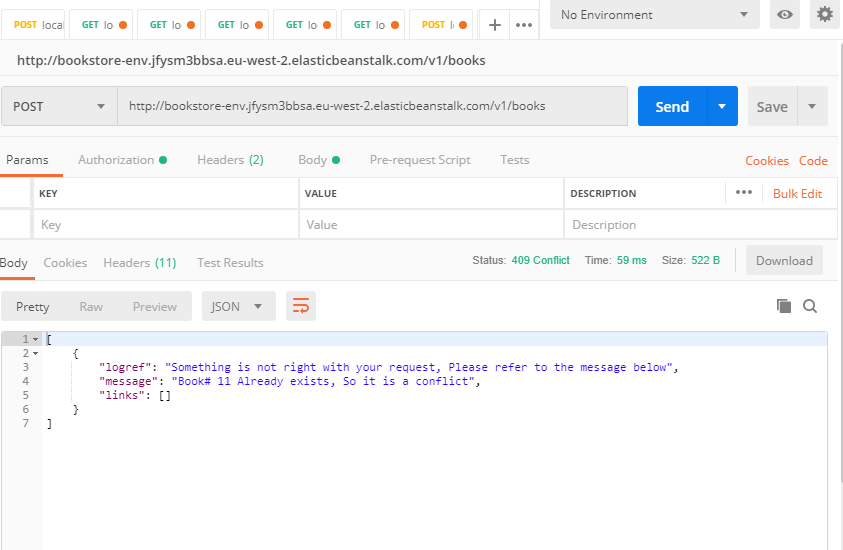 POST local GET lo GET lo GET lo GET lo GET lo POST + ••• No Environment
http://bookstore-env.jfysm3bbsa.eu-west-2.elasticbeanstalk.com/v1/books
POST http://bookstore-env.jfysm3bbsa.eu-west-2.elasticbeanstalk.com/v1/books Send Save
Params Authorization Headers (2) Body Pre-request Script Tests Cookies Code
KEY VALUE DESCRIPTION ••• Bulk Edit
Key Value Description
Body Cookies Headers (11) Test Results Status: 409 Conflict Time: 59 ms Size: 522 B Download
Pretty Raw Preview JSON
1 [
2 {
3 "logref": "Something is not right with your request, Please refer to the message below",
4 "message": "Book# 11 Already exists, So it is a conflict",
5 "links": []
6 }
7 ]